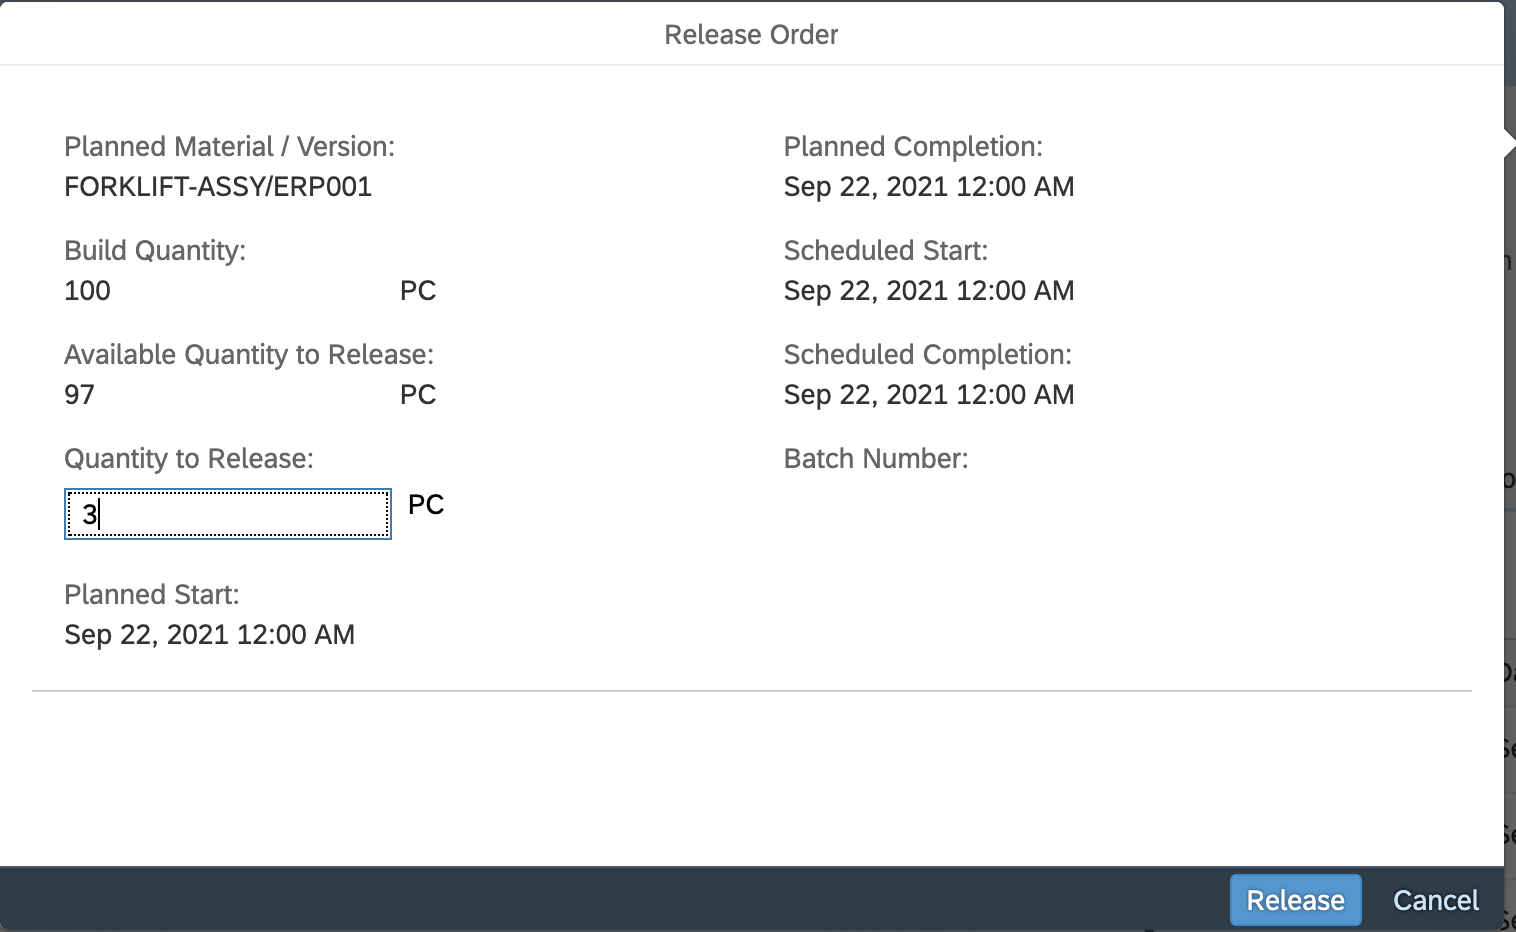 Release Order
Planned Material / Version:
FORKLIFT-ASSY/ERP001
Build Quantity:
100 PC
Available Quantity to Release:
97 PC
Quantity to Release:
3 PC
Planned Start:
Sep 22, 2021 12:00 AM
Planned Completion:
Sep 22, 2021 12:00 AM
Scheduled Start:
Sep 22, 2021 12:00 AM
Scheduled Completion:
Sep 22, 2021 12:00 AM
Batch Number:
Release Cancel